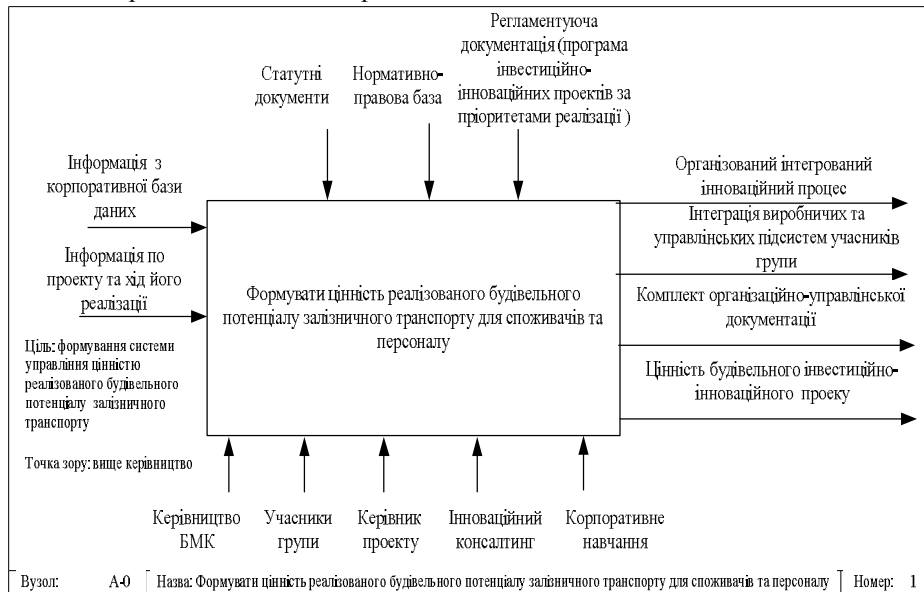 Статутні
документи
Нормативно-
правова база
Регламентуюча
документація (програма
інвестиційно-
інноваційних проектів за
пріоритетами реалізації )
Інформація з
корпоративної бази
даних
Інформація по
проекту та хід його
реалізації
Ціль: формування системи
управління цінністю
реалізованого будівельного
потенціалу залізничного
транспорту
Точка зору: вище керівництво
Формувати цінність реалізованого будівельного
потенціалу залізничного транспорту для споживачів та
персоналу
Організований інтегрований
інноваційний процес
Інтеграція виробничих та
управлінських підсистем учасників
групи
Комплект організаційно-управлінської
документації
Цінність будівельного інвестиційно-
інноваційного проеку
Керівництво
БМК
Учасники
групи
Керівник
проекту
Інноваційний
консалтинг
Корпоративне
навчання
Вузол: А-0 Назва: Формувати цінність реалізованого будівельного потенціалу залізничного транспорту для споживачів та персоналу Номер: 1